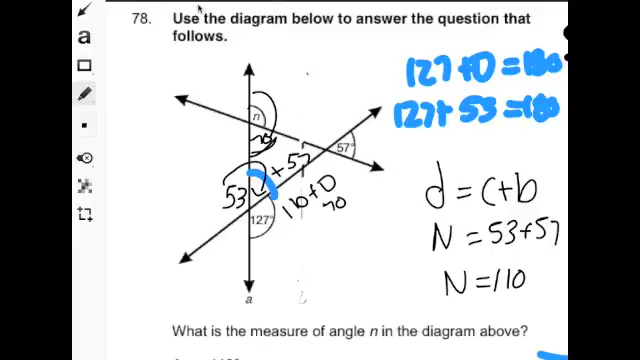 78. Use the diagram below to answer the question that
follows.
127 + D = 180
127 + 53 = 180
n
70
57°
+ 57
53
110 + D
70
127°
d = c + b
N = 53 + 57
N = 110
a
What is the measure of angle n in the diagram above?